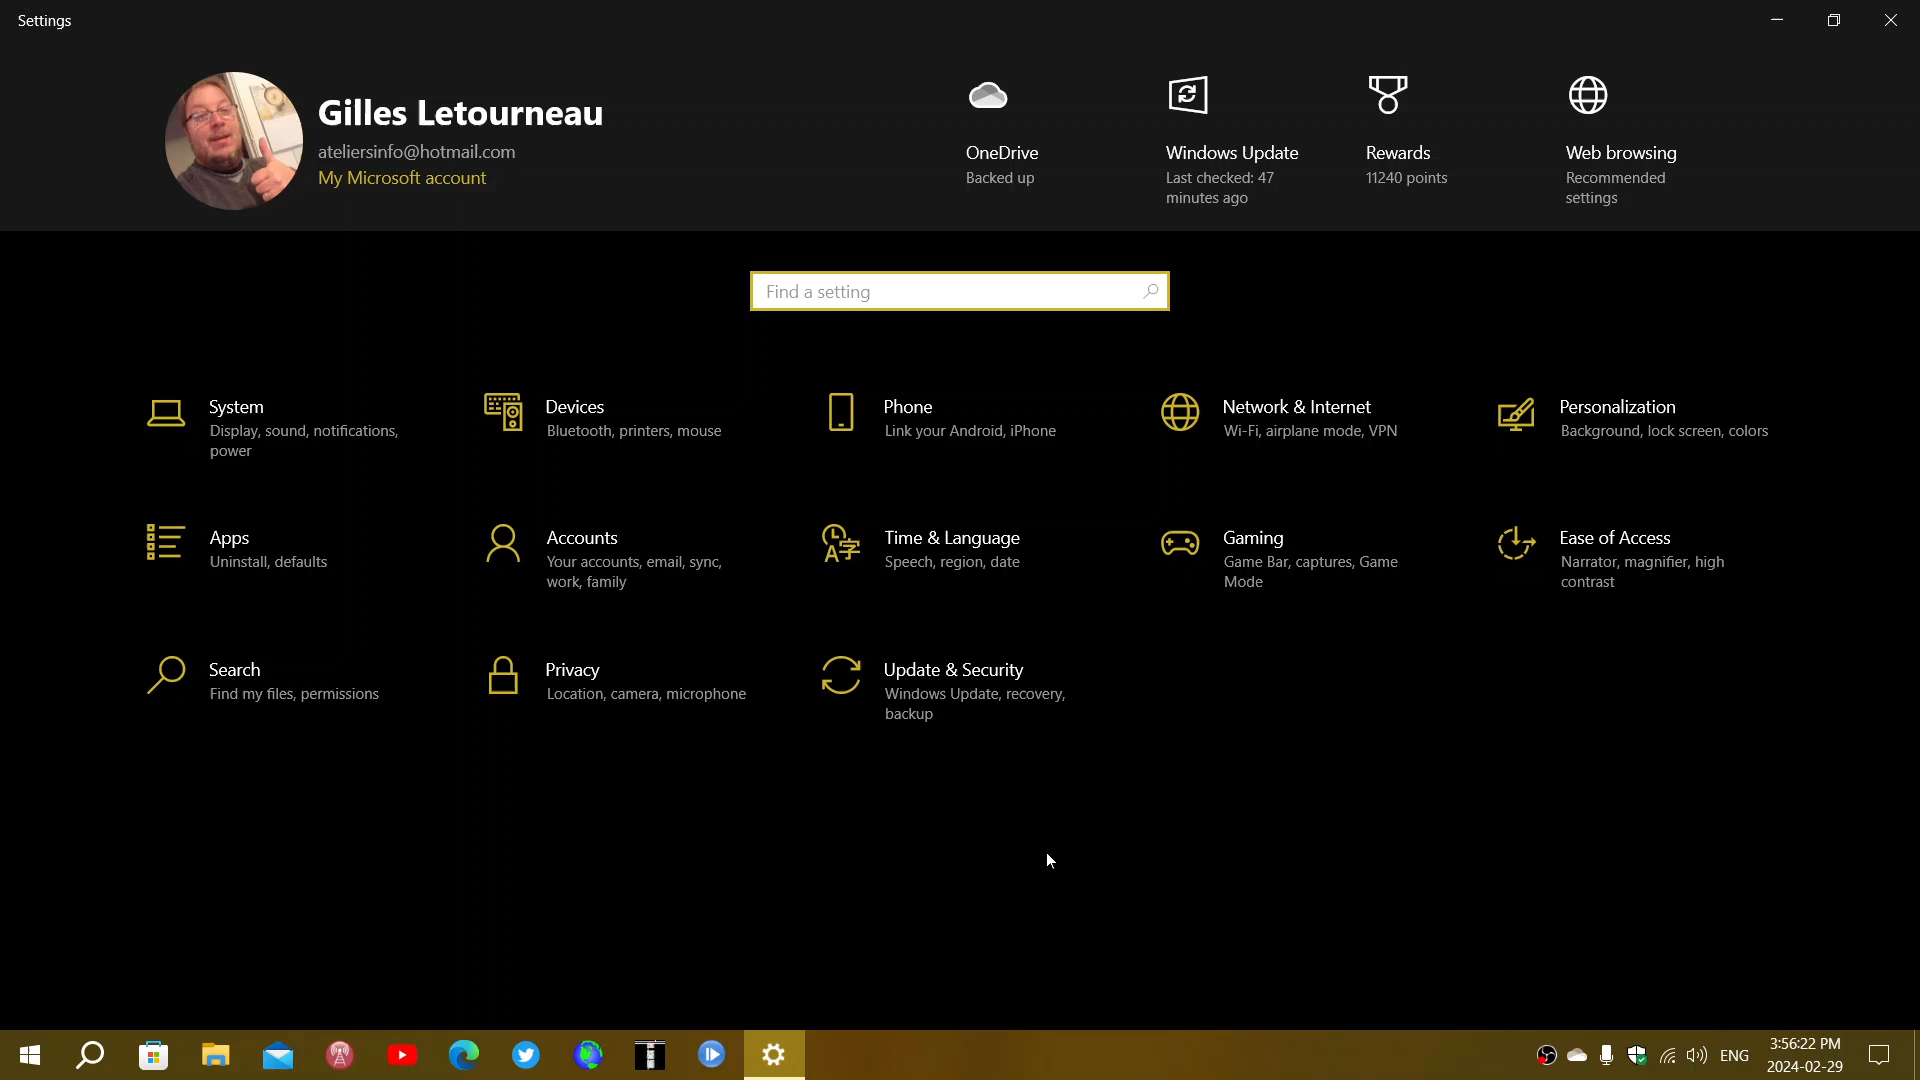 Settings
Gilles Letourneau
ateliersinfo@hotmail.com
My Microsoft account
OneDrive
Backed up
Windows Update
Last checked: 47
minutes ago
Rewards
11240 points
Web browsing
Recommended
settings
Find a setting
System
Display, sound, notifications,
power
Devices
Bluetooth, printers, mouse
Phone
Link your Android, iPhone
Network & Internet
Wi-Fi, airplane mode, VPN
Personalization
Background, lock screen, colors
Apps
Uninstall, defaults
Accounts
Your accounts, email, sync,
work, family
Time & Language
Speech, region, date
Gaming
Game Bar, captures, Game
Mode
Ease of Access
Narrator, magnifier, high
contrast
Search
Find my files, permissions
Privacy
Location, camera, microphone
Update & Security
Windows Update, recovery,
backup
ENG
3:56:22 PM
2024-02-29